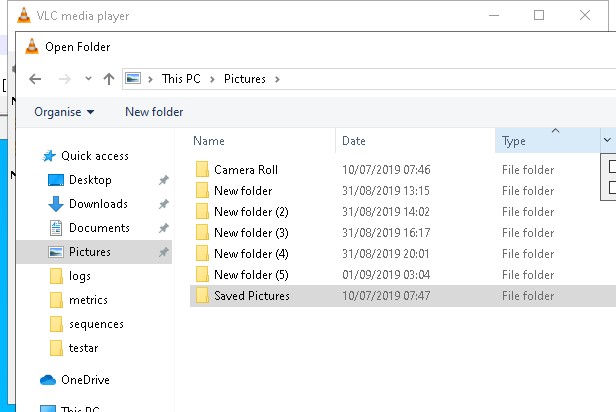 VLC media player
Open Folder
This PC > Pictures >
Organise New folder
Name Date Type
Quick access
Desktop
Downloads
Documents
Pictures
logs
metrics
sequences
testar
OneDrive
This PC
Camera Roll 10/07/2019 07:46 File folder
New folder 31/08/2019 13:15 File folder
New folder (2) 31/08/2019 14:02 File folder
New folder (3) 31/08/2019 16:17 File folder
New folder (4) 31/08/2019 20:01 File folder
New folder (5) 01/09/2019 03:04 File folder
Saved Pictures 10/07/2019 07:47 File folder